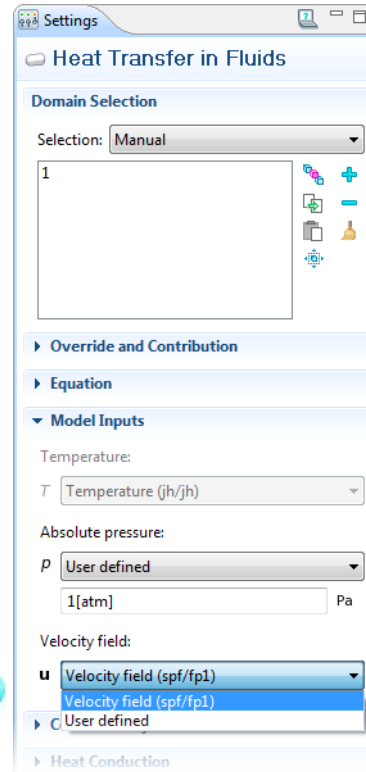 Settings
Heat Transfer in Fluids
Domain Selection
Selection: Manual
1
Override and Contribution
Equation
Model Inputs
Temperature:
T Temperature (jh/jh)
Absolute pressure:
p User defined
1[atm] Pa
Velocity field:
u Velocity field (spf/fp1)
Velocity field (spf/fp1)
User defined
Heat Conduction